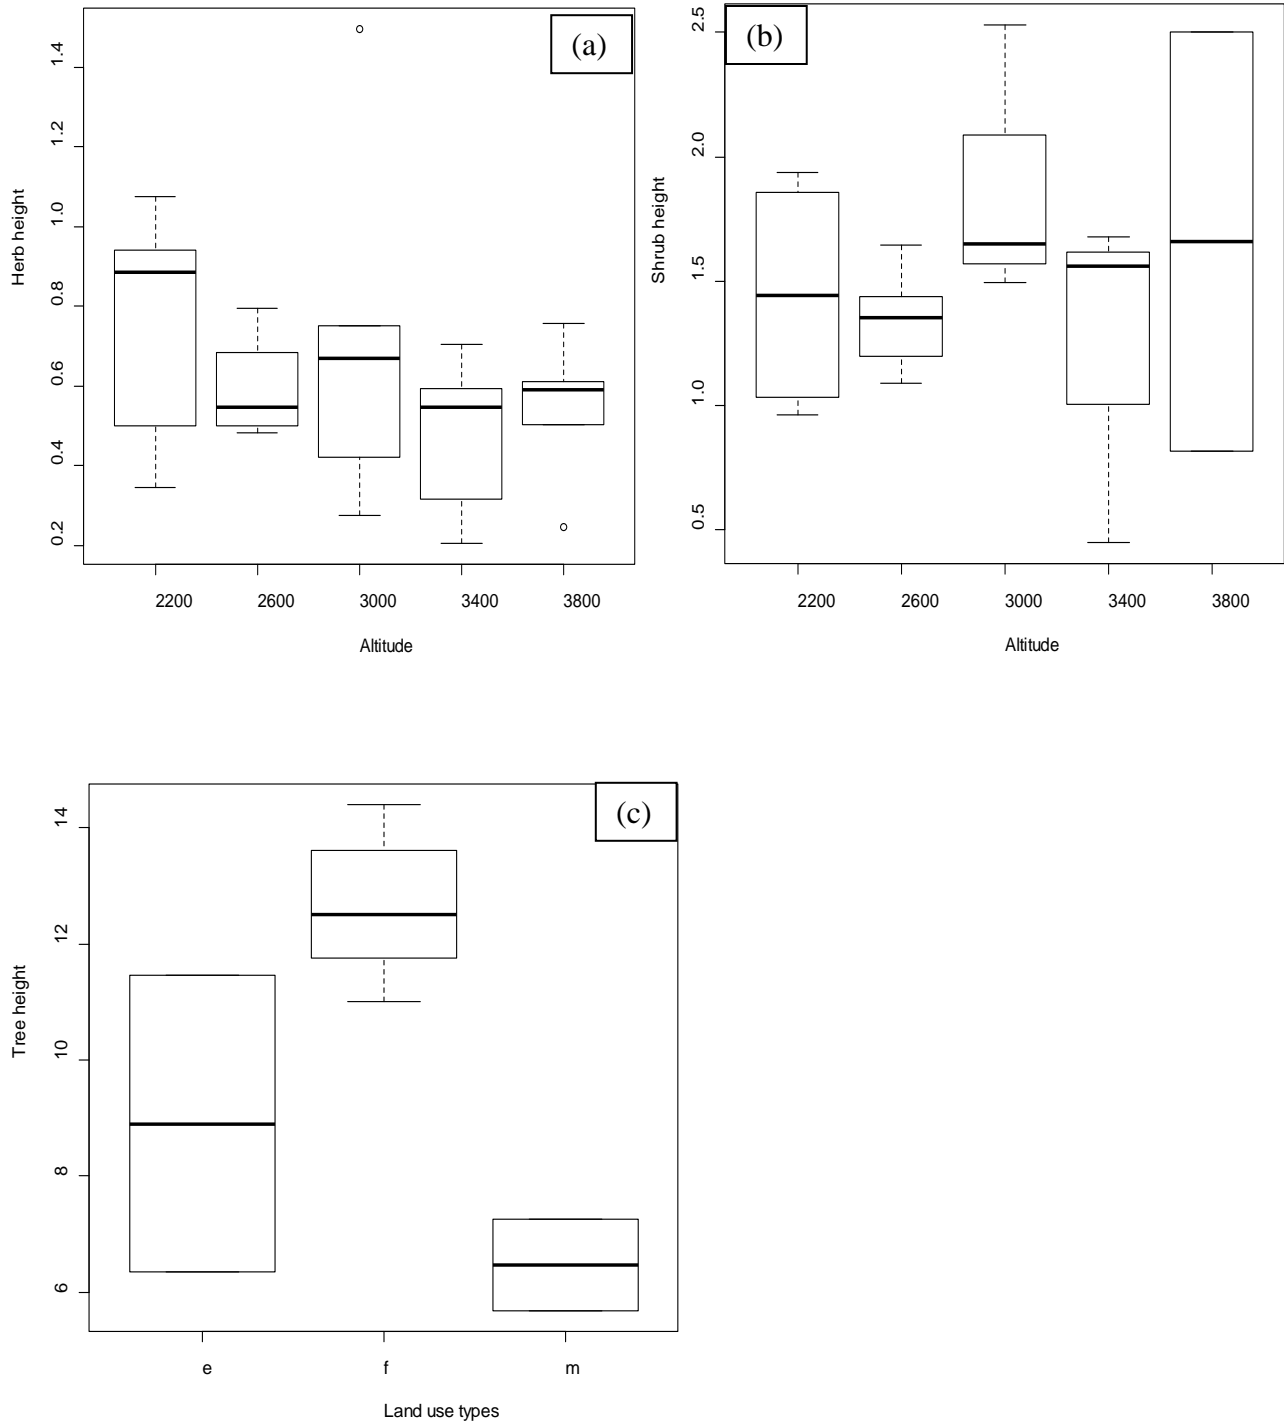 (a)
Herb height
1.4
1.2
1.0
0.8
0.6
0.4
0.2
2200 2600 3000 3400 3800
Altitude
(b)
Shrub height
2.5
2.0
1.5
1.0
0.5
2200 2600 3000 3400 3800
Altitude
(c)
Tree height
14
12
10
8
6
e f m
Land use types